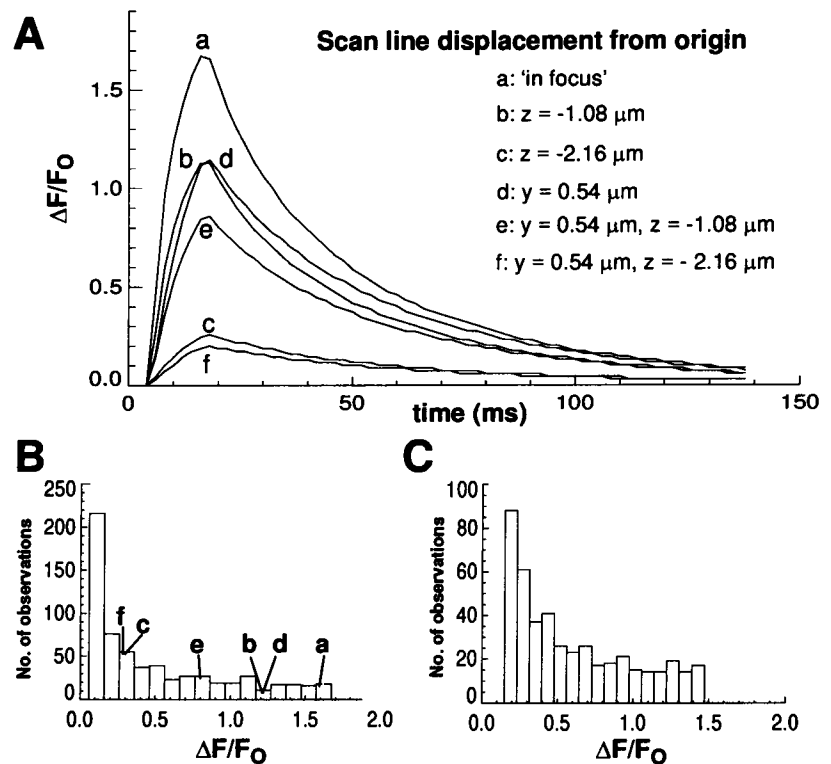 A
Scan line displacement from origin
a: 'in focus'
b: z = -1.08 μm
c: z = -2.16 μm
d: y = 0.54 μm
e: y = 0.54 μm, z = -1.08 μm
f: y = 0.54 μm, z = - 2.16 μm
a
b d
e
c
f
ΔF/FO
1.5
1.0
0.5
0.0
0 50 100 150
time (ms)
B
No. of observations
250
200
150
100
50
0
f c e b d a
0.0 0.5 1.0 1.5 2.0
ΔF/FO
C
No. of observations
100
80
60
40
20
0
0.0 0.5 1.0 1.5 2.0
ΔF/FO